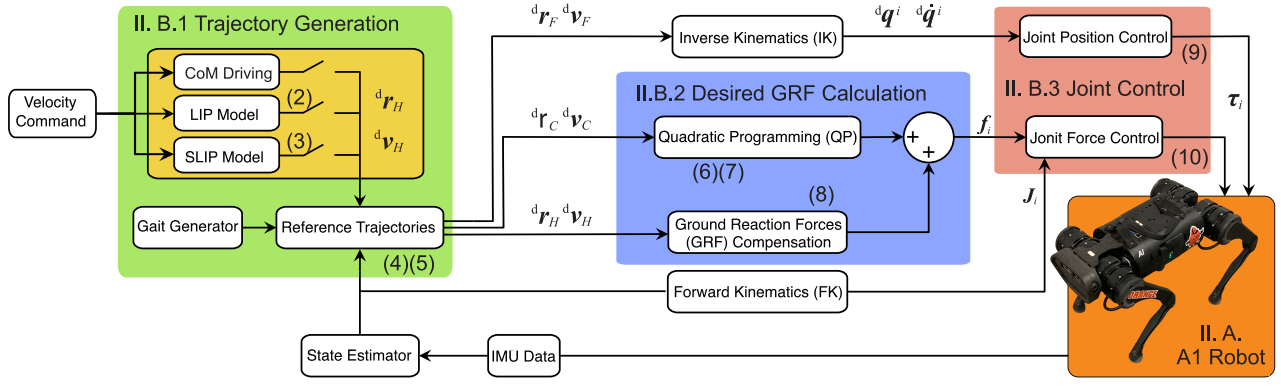 II. B.1 Trajectory Generation
CoM Driving
(2)
LIP Model
(3)
SLIP Model
Velocity
Command
ᵈr_H
ᵈv_H
Gait Generator
Reference Trajectories
(4)(5)
ᵈr_F ᵈv_F
Inverse Kinematics (IK)
ᵈqⁱ ᵈq̇ⁱ
II.B.2 Desired GRF Calculation
ᵈr_C ᵈv_C
Quadratic Programming (QP)
(6)(7)
+
+
(8)
ᵈr_H ᵈv_H
Ground Reaction Forces
(GRF) Compensation
f_i
Joint Position Control
(9)
II. B.3 Joint Control
Jonit Force Control
(10)
τ_i
J_i
Forward Kinematics (FK)
State Estimator
IMU Data
AI
ORANGE
II. A.
A1 Robot